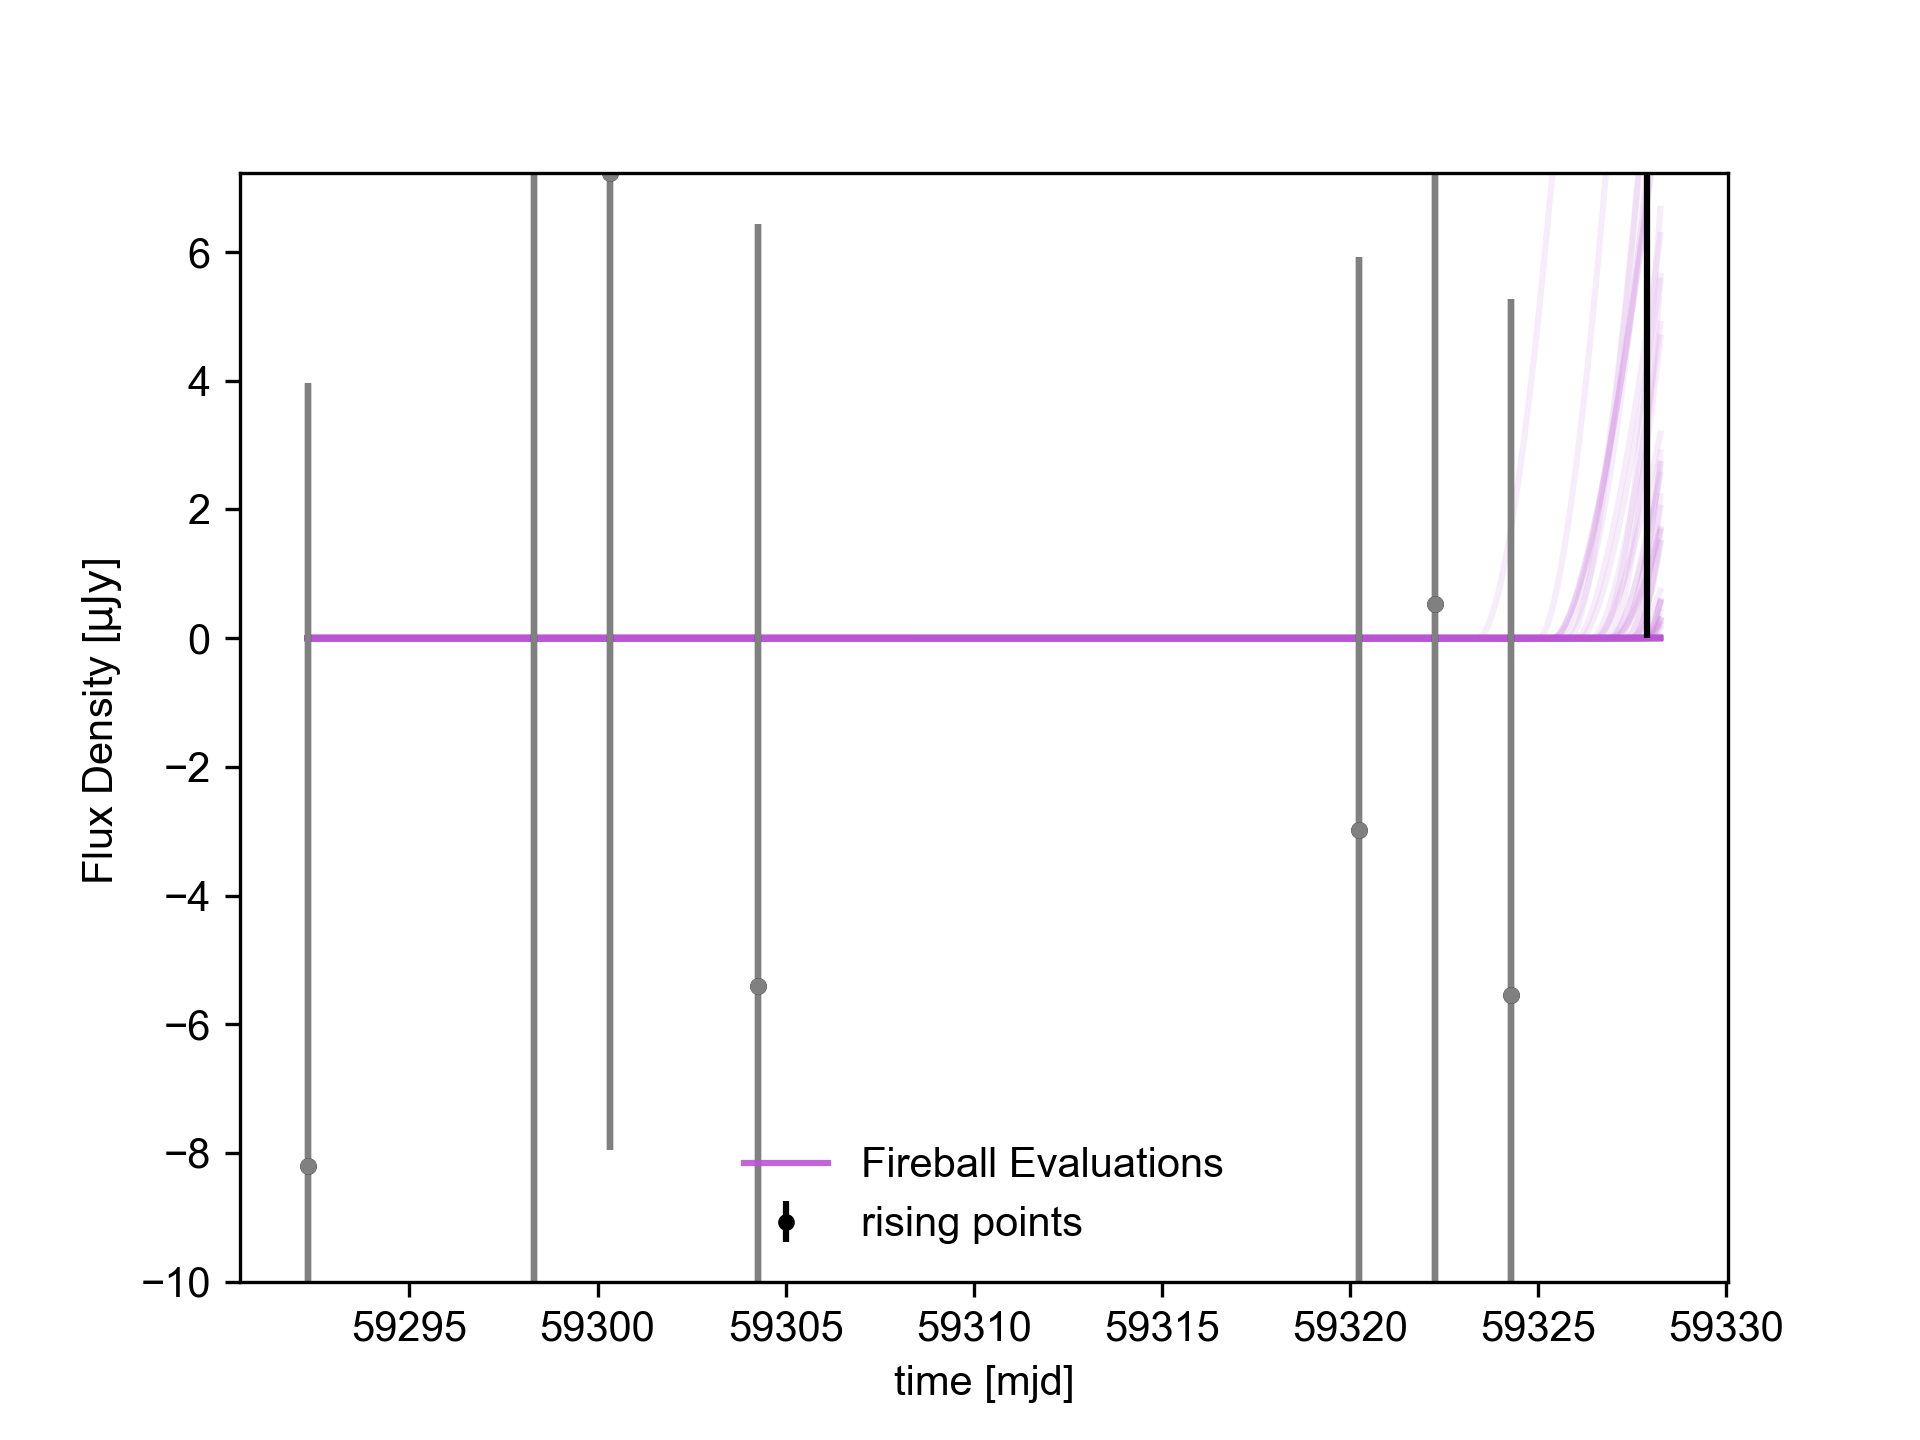 6
4
2
0
−2
−4
−6
−8
−10
Flux Density [µJy]
Fireball Evaluations
rising points
59295 59300 59305 59310 59315 59320 59325 59330
time [mjd]